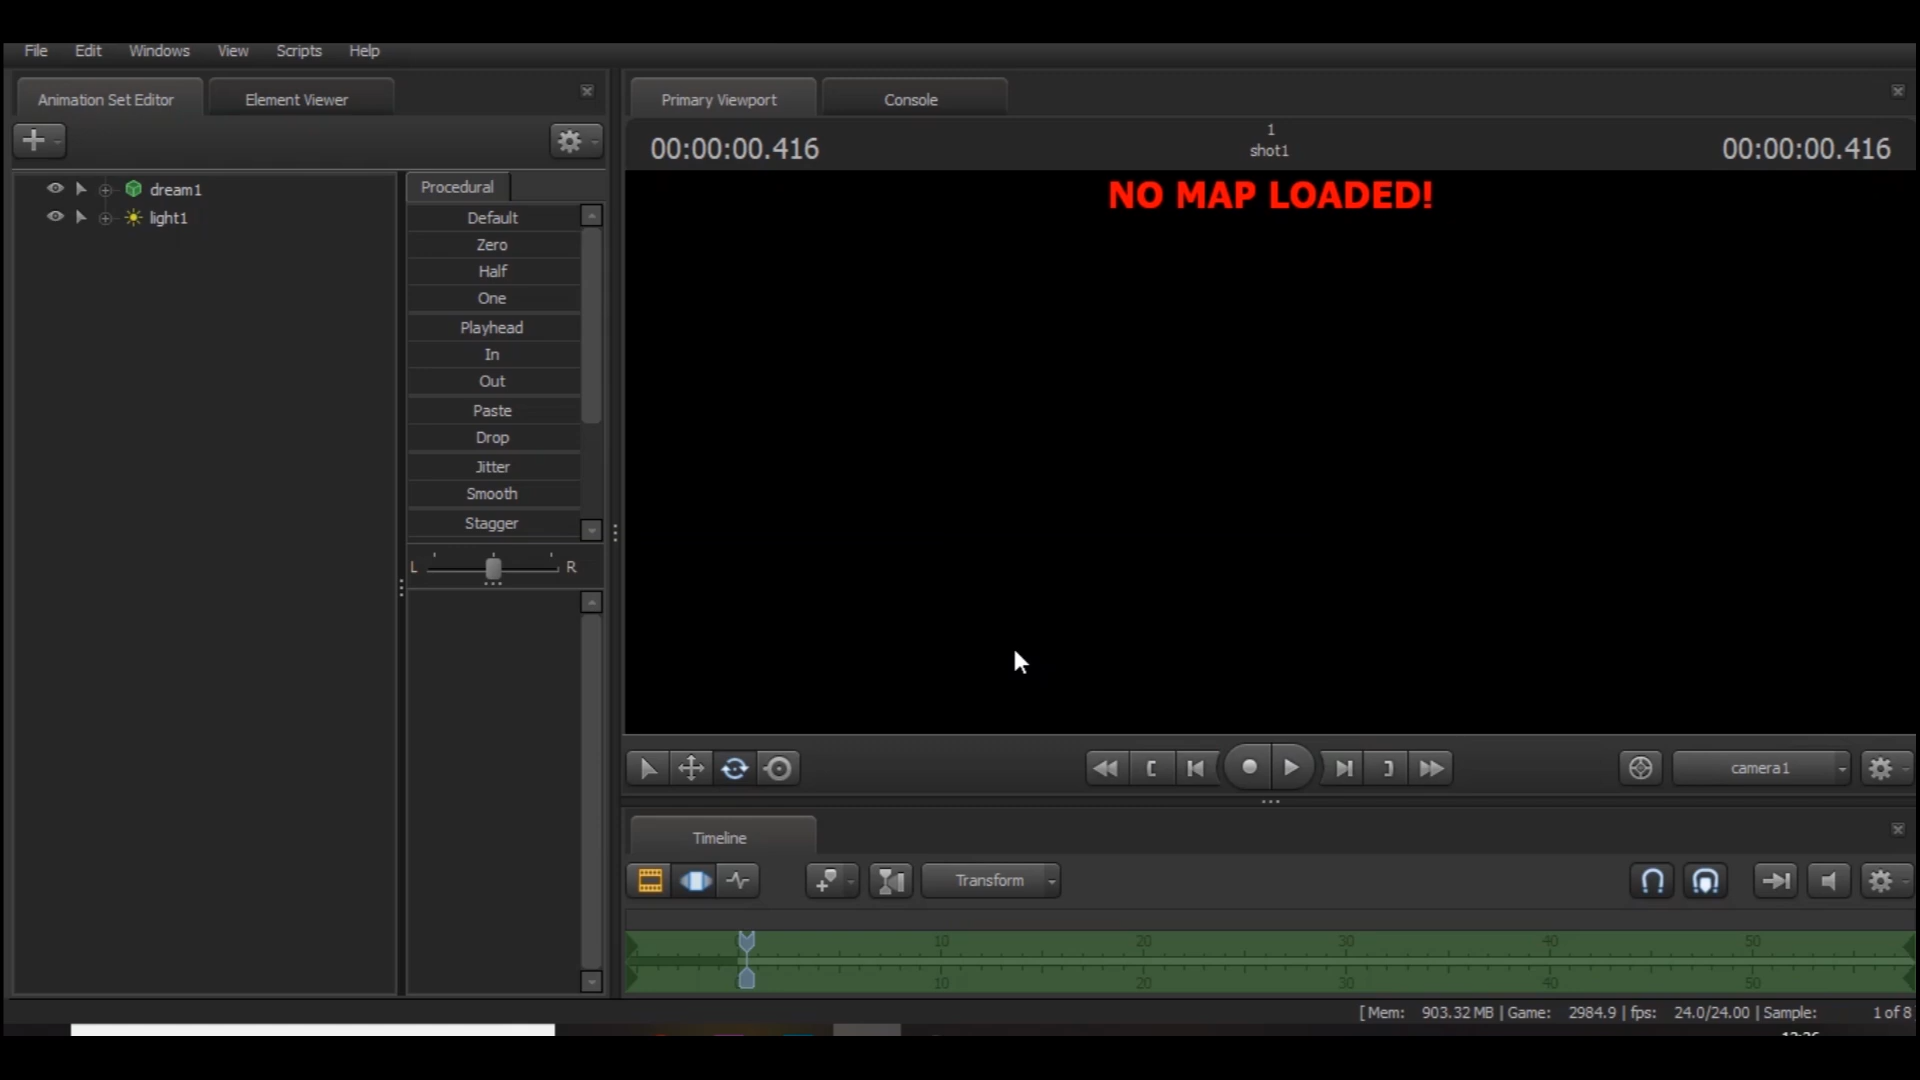 File Edit Windows View Scripts Help
Animation Set Editor Element Viewer
Primary Viewport Console
00:00:00.416
1
shot1
00:00:00.416
NO MAP LOADED!
dream1
light1
Procedural
Default
Zero
Half
One
Playhead
In
Out
Paste
Drop
Jitter
Smooth
Stagger
L R
camera1
Timeline
Transform
10 20 30 40 50
10 20 30 40 50
[ Mem: 903.32 MB | Game: 2984.9 | fps: 24.0/24.00 | Sample: 1 of 8